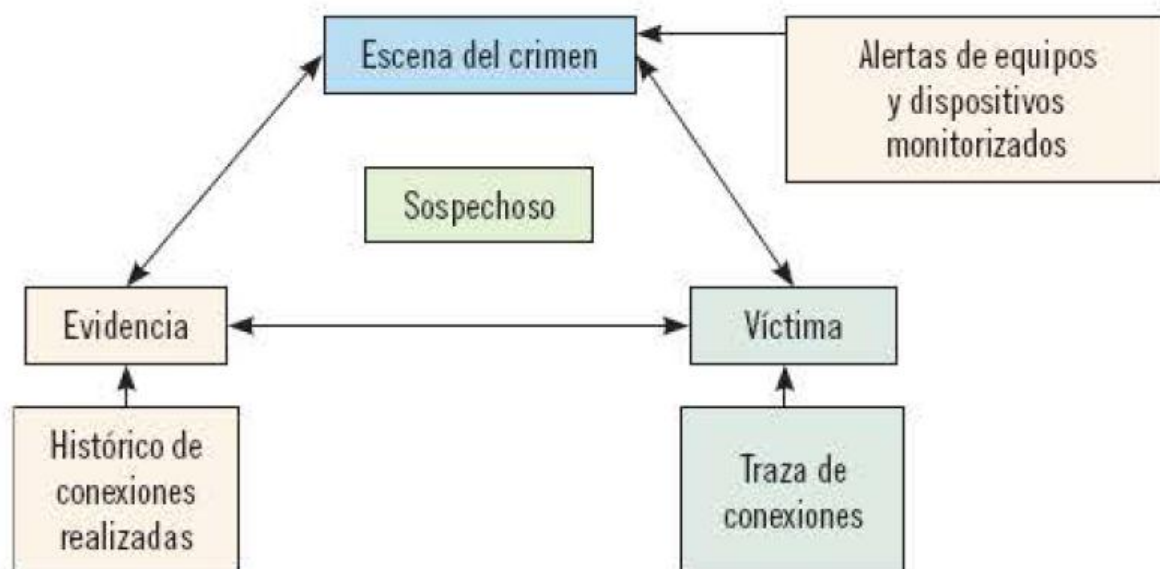 Escena del crimen
Alertas de equipos
y dispositivos
monitorizados
Sospechoso
Evidencia
Víctima
Histórico de
conexiones
realizadas
Traza de
conexiones